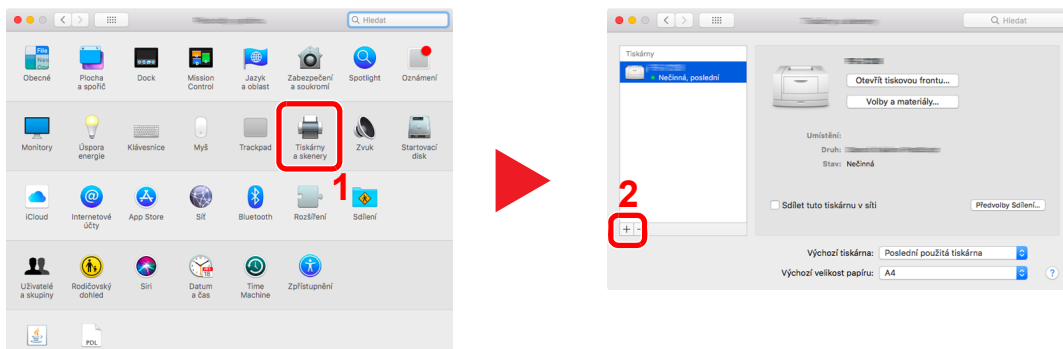 Hledat
Obecné
Plocha
a spořič
Dock
Mission
Control
Jazyk
a oblast
Zabezpečení
a soukromí
Spotlight
Oznámení
Monitory
Úspora
energie
Klávesnice
Myš
Trackpad
Tiskárny
a skenery
Zvuk
Startovací
disk
1
iCloud
Internetové
účty
App Store
Síť
Bluetooth
Rozšíření
Sdílení
Uživatelé
a skupiny
Rodičovský
dohled
Siri
Datum
a čas
Time
Machine
Zpřístupnění
PDL
Hledat
Tiskárny
Nečinná, poslední
Otevřít tiskovou frontu...
Volby a materiály...
Umístění:
Druh:
Stav: Nečinná
2
Sdílet tuto tiskárnu v síti
Předvolby Sdílení...
+ -
Výchozí tiskárna: Poslední použitá tiskárna
Výchozí velikost papíru: A4
?